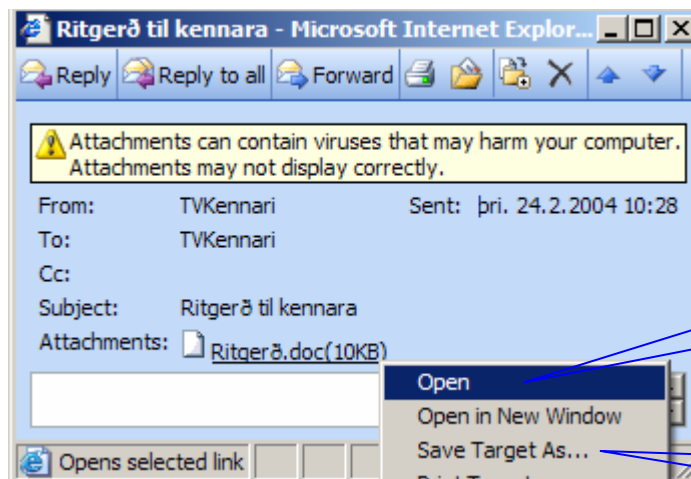 Ritgerð til kennara - Microsoft Internet Explor...
Reply Reply to all Forward
Attachments can contain viruses that may harm your computer.
Attachments may not display correctly.
From: TVKennari Sent: þri. 24.2.2004 10:28
To: TVKennari
Cc:
Subject: Ritgerð til kennara
Attachments: Ritgerð.doc(10KB)
Open
Open in New Window
Save Target As...
Opens selected link